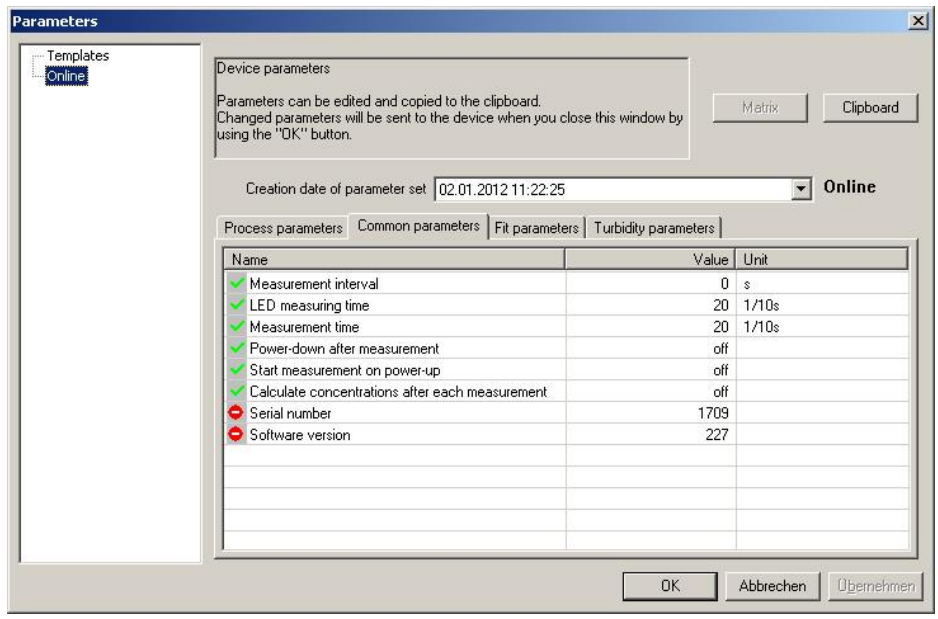 Parameters
Templates
Online
Device parameters
Parameters can be edited and copied to the clipboard.
Changed parameters will be sent to the device when you close this window by
using the "OK" button.
Matrix
Clipboard
Creation date of parameter set 02.01.2012 11:22:25 Online
Process parameters Common parameters Fit parameters Turbidity parameters
Name Value Unit
Measurement interval 0 s
LED measuring time 20 1/10s
Measurement time 20 1/10s
Power-down after measurement off
Start measurement on power-up off
Calculate concentrations after each measurement off
Serial number 1709
Software version 227
OK Abbrechen Übernehmen